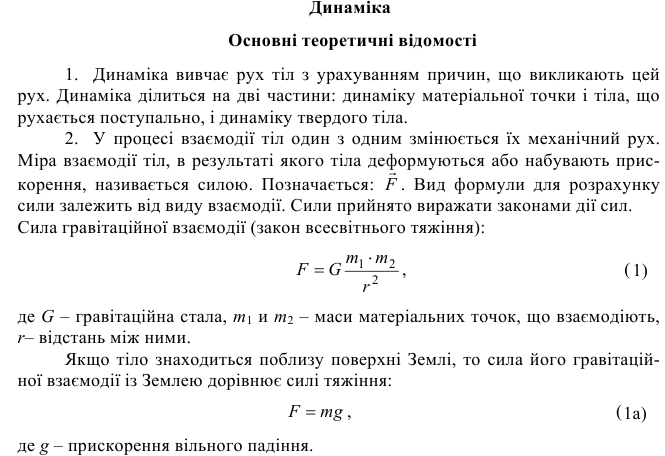 Динаміка
Основні теоретичні відомості
1. Динаміка вивчає рух тіл з урахуванням причин, що викликають цей
рух. Динаміка ділиться на дві частини: динаміку матеріальної точки і тіла, що
рухається поступально, і динаміку твердого тіла.
2. У процесі взаємодії тіл один з одним змінюється їх механічний рух.
Міра взаємодії тіл, в результаті якого тіла деформуються або набувають прис-
корення, називається силою. Позначається: F⃗ . Вид формули для розрахунку
сили залежить від виду взаємодії. Сили прийнято виражати законами дії сил.
Сила гравітаційної взаємодії (закон всесвітнього тяжіння):
F = G (m₁ · m₂) / r² , (1)
де G – гравітаційна стала, m₁ и m₂ – маси матеріальних точок, що взаємодіють,
r– відстань між ними.
Якщо тіло знаходиться поблизу поверхні Землі, то сила його гравітацій-
ної взаємодії із Землею дорівнює силі тяжіння:
F = mg , (1а)
де g – прискорення вільного падіння.